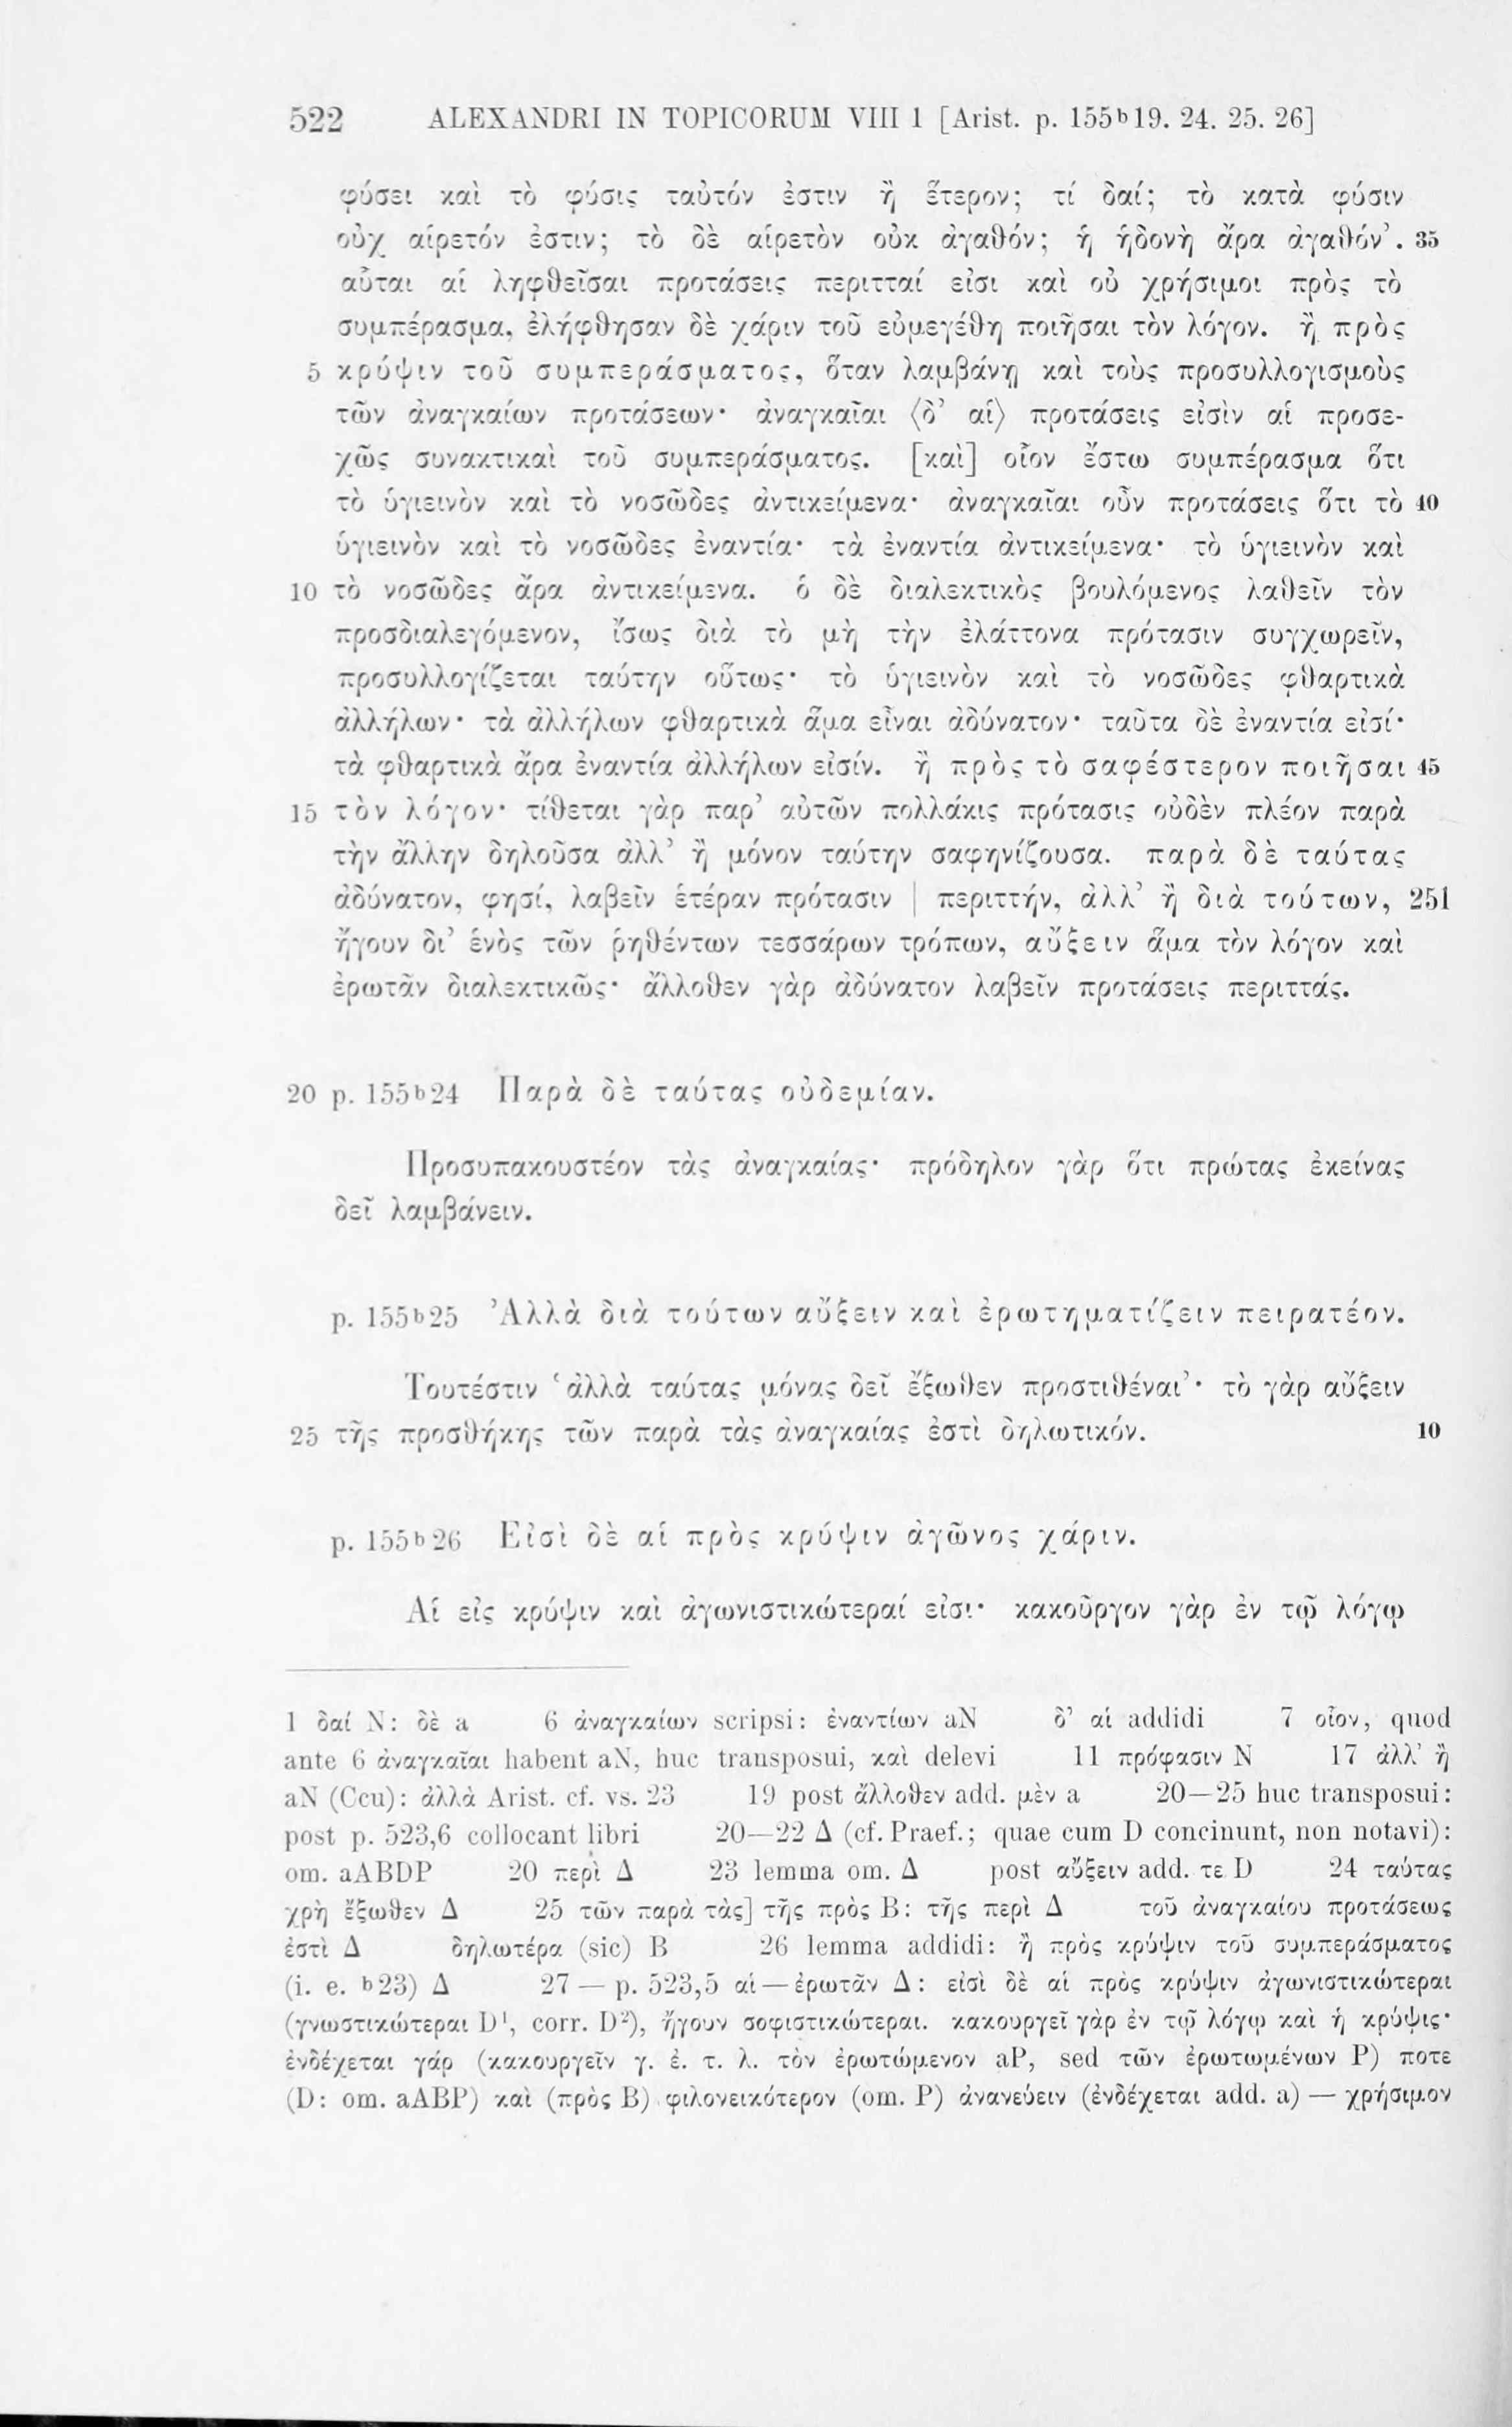 522 ALEXANDRI IN TOPICORUM VIII 1 [Arist. p. 155ᵇ19. 24. 25. 26]
φύσει καὶ τὸ φύσις ταὐτόν ἐστιν ἢ ἕτερον; τί δαί; τὸ κατὰ φύσιν
οὐχ αἱρετόν ἐστιν; τὸ δὲ αἱρετὸν οὐκ ἀγαθόν; ἡ ἡδονὴ ἄρα ἀγαθόν’. 35
αὗται αἱ ληφθεῖσαι προτάσεις περιτταί εἰσι καὶ οὐ χρήσιμοι πρὸς τὸ
συμπέρασμα, ἐλήφθησαν δὲ χάριν τοῦ εὐμεγέθη ποιῆσαι τὸν λόγον. ἢ πρὸς
5 κρύψιν τοῦ συμπεράσματος, ὅταν λαμβάνῃ καὶ τοὺς προσυλλογισμοὺς
τῶν ἀναγκαίων προτάσεων· ἀναγκαῖαι ⟨δ’ αἱ⟩ προτάσεις εἰσὶν αἱ προσε-
χῶς συνακτικαὶ τοῦ συμπεράσματος. [καὶ] οἷον ἔστω συμπέρασμα ὅτι
τὸ ὑγιεινὸν καὶ τὸ νοσῶδες ἀντικείμενα· ἀναγκαῖαι οὖν προτάσεις ὅτι τὸ 40
ὑγιεινὸν καὶ τὸ νοσῶδες ἐναντία· τὰ ἐναντία ἀντικείμενα· τὸ ὑγιεινὸν καὶ
10 τὸ νοσῶδες ἄρα ἀντικείμενα. ὁ δὲ διαλεκτικὸς βουλόμενος λαθεῖν τὸν
προσδιαλεγόμενον, ἴσως διὰ τὸ μὴ τὴν ἐλάττονα πρότασιν συγχωρεῖν,
προσυλλογίζεται ταύτην οὕτως· τὸ ὑγιεινὸν καὶ τὸ νοσῶδες φθαρτικὰ
ἀλλήλων· τὰ ἀλλήλων φθαρτικὰ ἅμα εἶναι ἀδύνατον· ταῦτα δὲ ἐναντία εἰσί·
τὰ φθαρτικὰ ἄρα ἐναντία ἀλλήλων εἰσίν. ἢ πρὸς τὸ σαφέστερον ποιῆσαι 45
15 τὸν λόγον· τίθεται γὰρ παρ’ αὐτῶν πολλάκις πρότασις οὐδὲν πλέον παρὰ
τὴν ἄλλην δηλοῦσα ἀλλ’ ἢ μόνον ταύτην σαφηνίζουσα. παρὰ δὲ ταύτας
ἀδύνατον, φησί, λαβεῖν ἑτέραν πρότασιν | περιττήν, ἀλλ’ ἢ διὰ τούτων, 251
ἤγουν δι’ ἑνὸς τῶν ῥηθέντων τεσσάρων τρόπων, αὔξειν ἅμα τὸν λόγον καὶ
ἐρωτᾶν διαλεκτικῶς· ἄλλοθεν γὰρ ἀδύνατον λαβεῖν προτάσεις περιττάς.
20 p. 155ᵇ24 Παρὰ δὲ ταύτας οὐδεμίαν.
Προσυπακουστέον τὰς ἀναγκαίας· πρόδηλον γὰρ ὅτι πρώτας ἐκείνας
δεῖ λαμβάνειν.
p. 155ᵇ25 Ἀλλὰ διὰ τούτων αὔξειν καὶ ἐρωτηματίζειν πειρατέον.
Τουτέστιν ‘ἀλλὰ ταύτας μόνας δεῖ ἔξωθεν προστιθέναι’· τὸ γὰρ αὔξειν
25 τῆς προσθήκης τῶν παρὰ τὰς ἀναγκαίας ἐστὶ δηλωτικόν. 10
p. 155ᵇ26 Εἰσὶ δὲ αἱ πρὸς κρύψιν ἀγῶνος χάριν.
Αἱ εἰς κρύψιν καὶ ἀγωνιστικώτεραί εἰσι· κακοῦργον γὰρ ἐν τῷ λόγῳ
1 δαί N: δὲ a 6 ἀναγκαίων scripsi: ἐναντίων aN δ’ αἱ addidi 7 οἷον, quod
ante 6 ἀναγκαῖαι habent aN, huc transposui, καὶ delevi 11 πρόφασιν N 17 ἀλλ’ ἢ
aN (Ccu): ἀλλὰ Arist. cf. vs. 23 19 post ἄλλοθεν add. μὲν a 20—25 huc transposui:
post p. 523,6 collocant libri 20—22 Δ (cf. Praef.; quae cum D concinunt, non notavi):
om. aABDP 20 περὶ Δ 23 lemma om. Δ post αὔξειν add. τε D 24 ταύτας
χρὴ ἔξωθεν Δ 25 τῶν παρὰ τὰς] τῆς πρὸς B: τῆς περὶ Δ τοῦ ἀναγκαίου προτάσεως
ἐστὶ Δ δηλωτέρα (sic) B 26 lemma addidi: ἢ πρὸς κρύψιν τοῦ συμπεράσματος
(i. e. ᵇ23) Δ 27 — p. 523,5 αἱ — ἐρωτᾶν Δ: εἰσὶ δὲ αἱ πρὸς κρύψιν ἀγωνιστικώτεραι
(γνωστικώτεραι D¹, corr. D²), ἤγουν σοφιστικώτεραι. κακουργεῖ γὰρ ἐν τῷ λόγῳ καὶ ἡ κρύψις·
ἐνδέχεται γάρ (κακουργεῖν γ. ἐ. τ. λ. τὸν ἐρωτώμενον aP, sed τῶν ἐρωτωμένων P) ποτε
(D: om. aABP) καὶ (πρὸς B) φιλονεικότερον (om. P) ἀνανεύειν (ἐνδέχεται add. a) — χρήσιμον